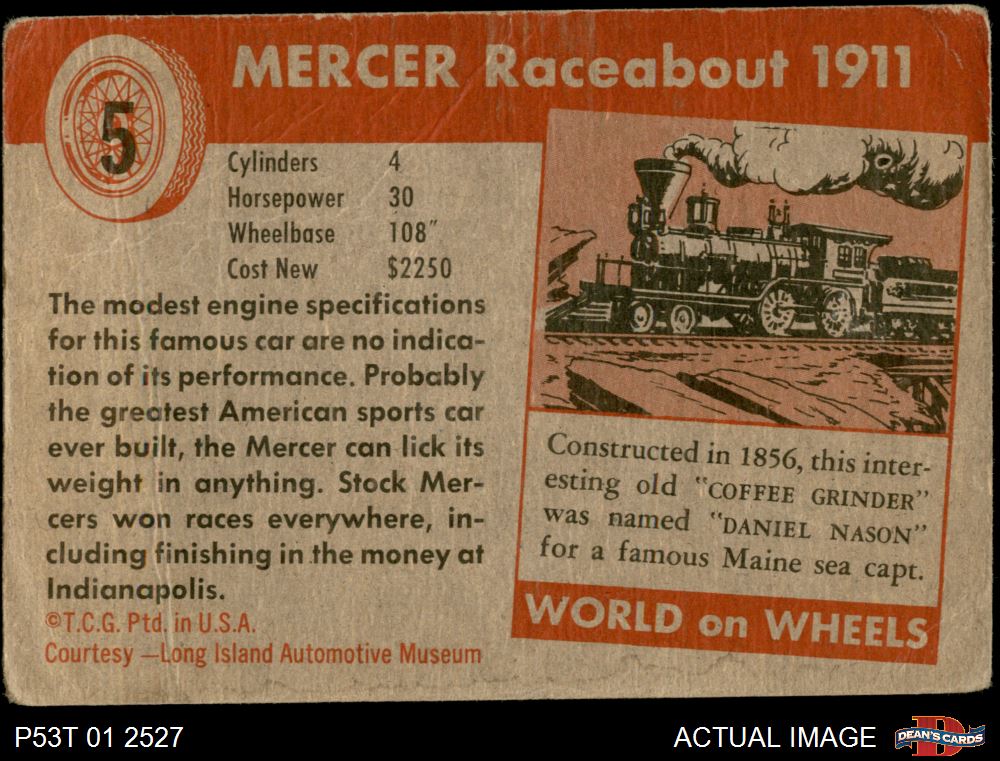 5
MERCER Raceabout 1911
Cylinders 4
Horsepower 30
Wheelbase 108"
Cost New $2250
The modest engine specifications
for this famous car are no indica-
tion of its performance. Probably
the greatest American sports car
ever built, the Mercer can lick its
weight in anything. Stock Mer-
cers won races everywhere, in-
cluding finishing in the money at
Indianapolis.
©T.C.G. Ptd. in U.S.A.
Courtesy —Long Island Automotive Museum
Constructed in 1856, this inter-
esting old "COFFEE GRINDER"
was named "DANIEL NASON"
for a famous Maine sea capt.
WORLD on WHEELS
P53T 01 2527
ACTUAL IMAGE
D
DEAN'S CARDS